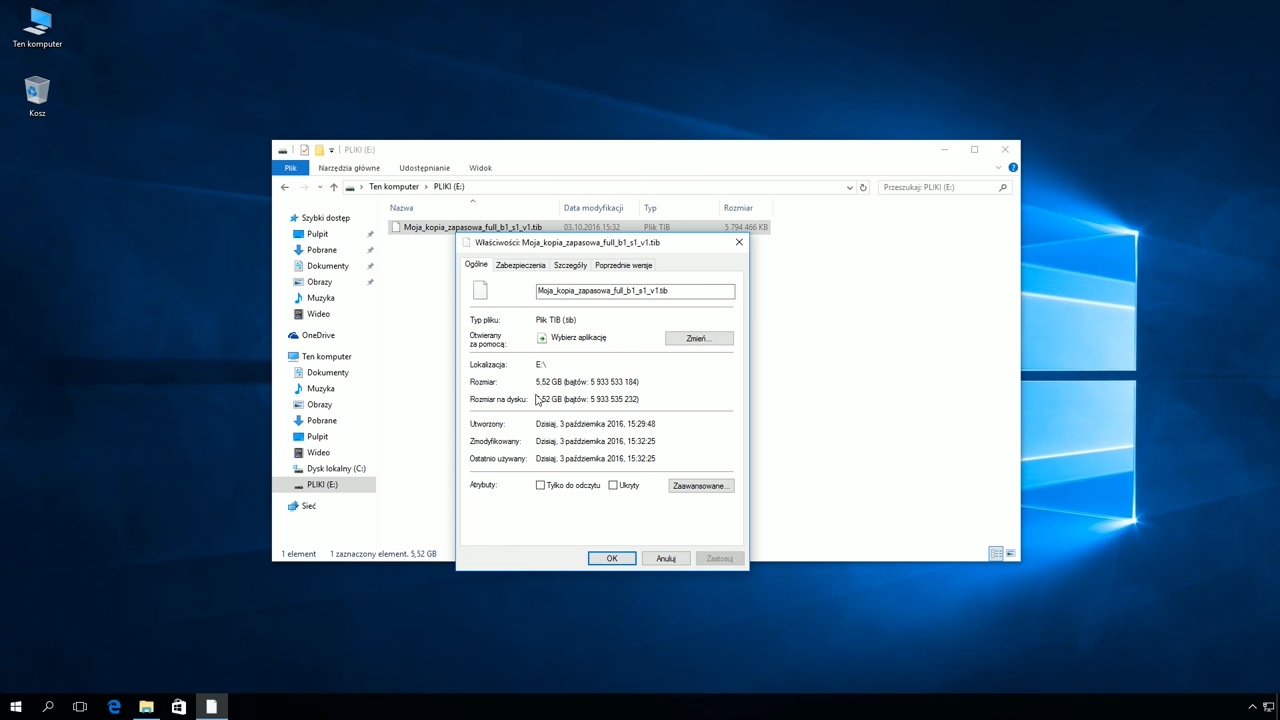 Ten komputer
Kosz
PLIKI (E:)
Plik Narzędzia główne Udostępnianie Widok
Ten komputer PLIKI (E:) Przeszukaj: PLIKI (E:)
Nazwa Data modyfikacji Typ Rozmiar
Moja_kopia_zapasowa_full_b1_s1_v1.tib 03.10.2016 15:32 Plik TIB 5 794 466 KB
Szybki dostęp
Pulpit
Pobrane
Dokumenty
Obrazy
Muzyka
Wideo
OneDrive
Ten komputer
Dokumenty
Muzyka
Obrazy
Pobrane
Pulpit
Wideo
Dysk lokalny (C:)
PLIKI (E:)
Sieć
1 element 1 zaznaczony element. 5,52 GB
Właściwości: Moja_kopia_zapasowa_full_b1_s1_v1.tib
Ogólne Zabezpieczenia Szczegóły Poprzednie wersje
Moja_kopia_zapasowa_full_b1_s1_v1.tib
Typ pliku: Plik TIB (.tib)
Otwierany
za pomocą: Wybierz aplikację Zmień...
Lokalizacja: E:\
Rozmiar: 5,52 GB (bajtów: 5 933 533 184)
Rozmiar na dysku: ,52 GB (bajtów: 5 933 535 232)
Utworzony: Dzisiaj, 3 października 2016, 15:29:48
Zmodyfikowany: Dzisiaj, 3 października 2016, 15:32:25
Ostatnio używany: Dzisiaj, 3 października 2016, 15:32:25
Atrybuty: Tylko do odczytu Ukryty Zaawansowane...
OK Anuluj Zastosuj